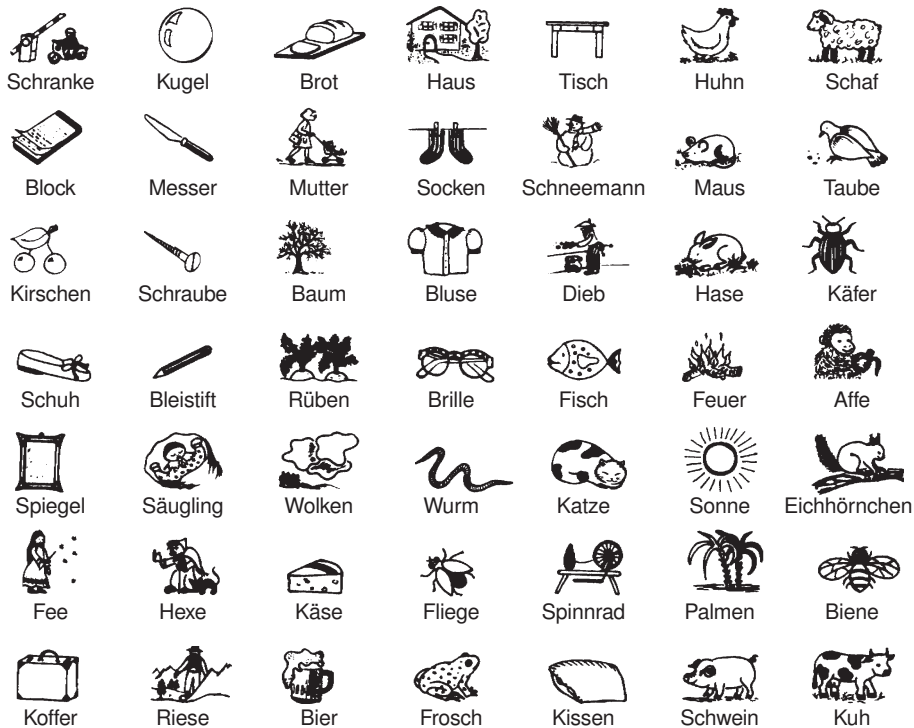 Schranke Kugel Brot Haus Tisch Huhn Schaf
Block Messer Mutter Socken Schneemann Maus Taube
Kirschen Schraube Baum Bluse Dieb Hase Käfer
Schuh Bleistift Rüben Brille Fisch Feuer Affe
Spiegel Säugling Wolken Wurm Katze Sonne Eichhörnchen
Fee Hexe Käse Fliege Spinnrad Palmen Biene
Koffer Riese Bier Frosch Kissen Schwein Kuh